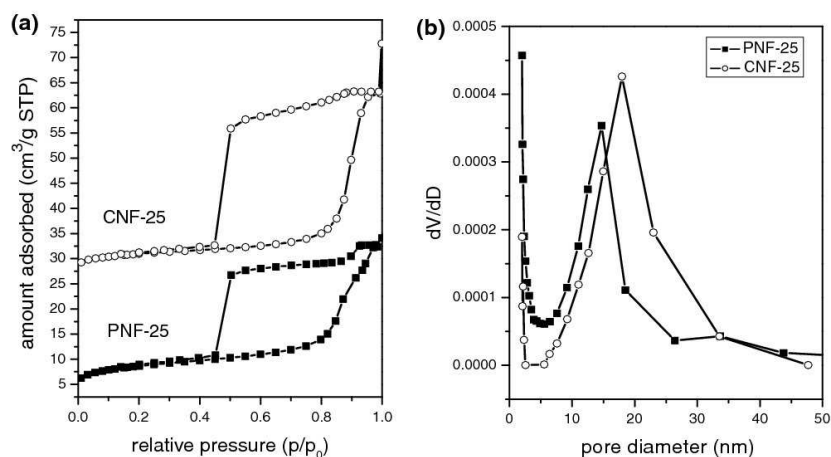 (a)
75
70
65
60
55
50
45
40
35
30
25
20
15
10
5
amount adsorbed (cm³/g STP)
CNF-25
PNF-25
0.0 0.2 0.4 0.6 0.8 1.0
relative pressure (p/p₀)
(b)
0.0005
0.0004
0.0003
0.0002
0.0001
0.0000
dV/dD
PNF-25
CNF-25
0 10 20 30 40 50
pore diameter (nm)